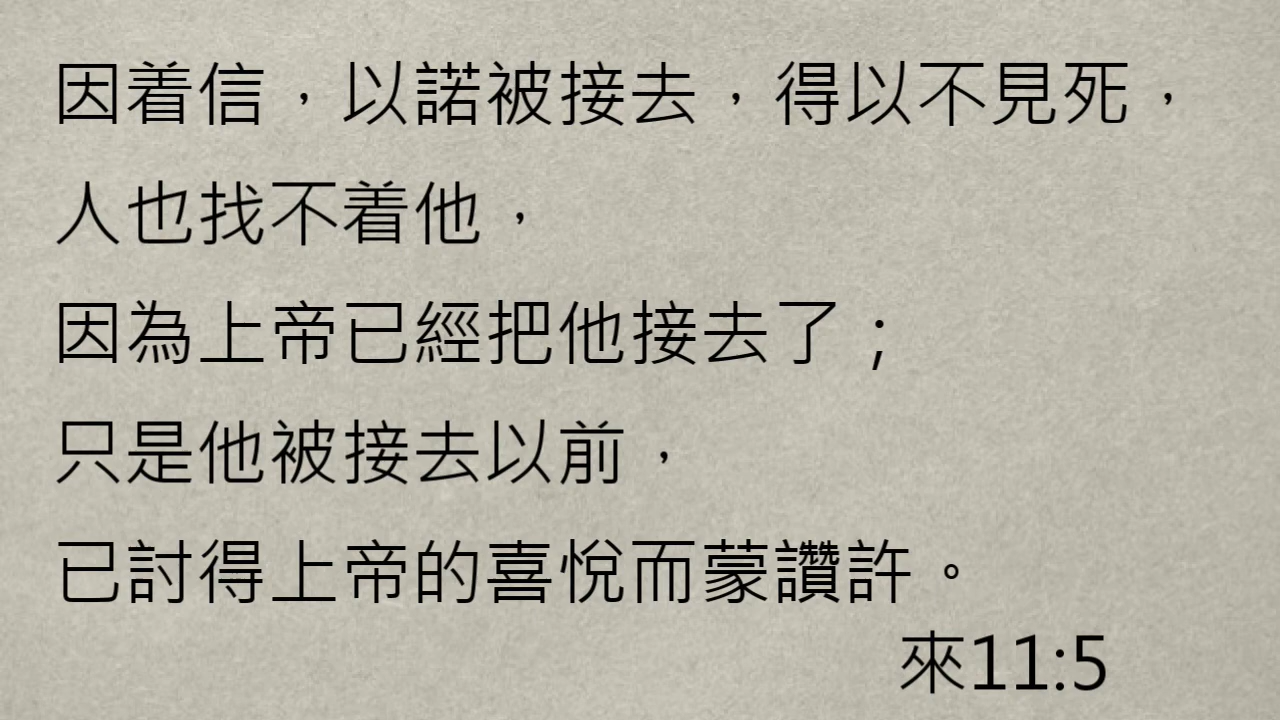 因着信，以諾被接去，得以不見死，
人也找不着他，
因為上帝已經把他接去了；
只是他被接去以前，
已討得上帝的喜悅而蒙讚許。
來11:5